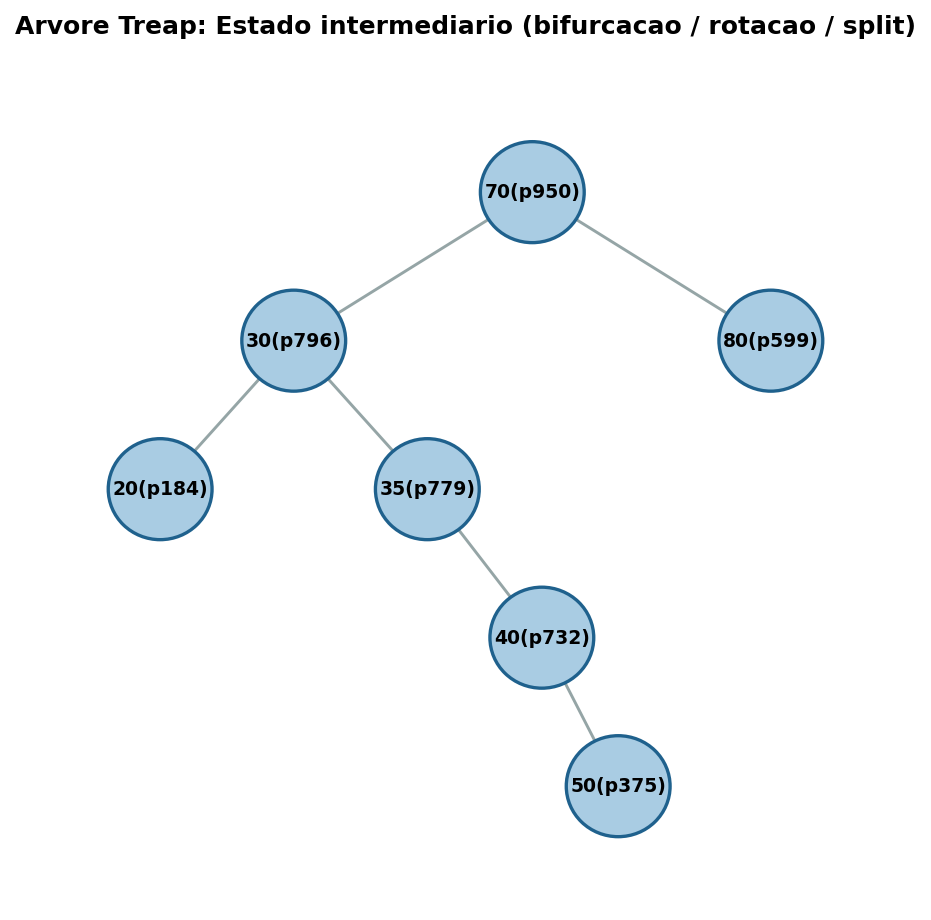 Arvore Treap: Estado intermediario (bifurcacao / rotacao / split)
70(p950)
30(p796)
80(p599)
20(p184)
35(p779)
40(p732)
50(p375)